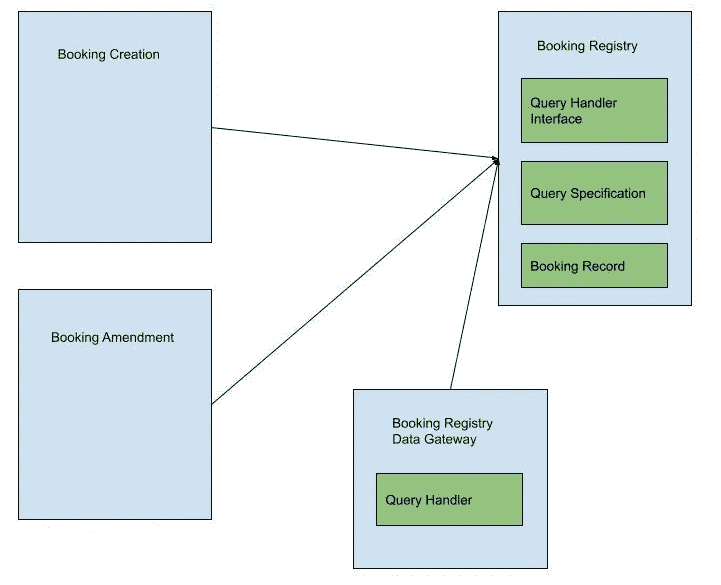 Booking Creation
Booking Registry
Query Handler
Interface
Query Specification
Booking Record
Booking Amendment
Booking Registry
Data Gateway
Query Handler